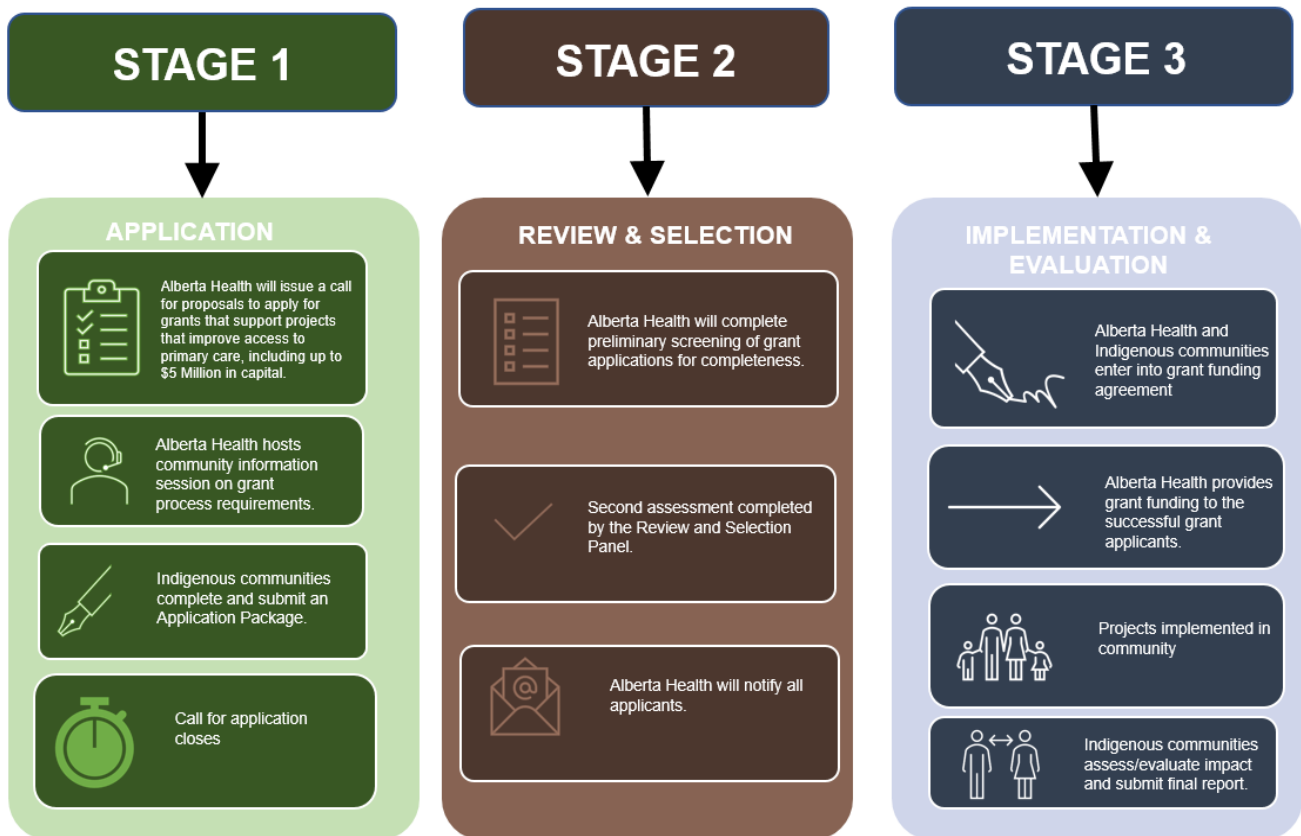 STAGE 1
APPLICATION
Alberta Health will issue a call
for proposals to apply for
grants that support projects
that improve access to
primary care, including up to
$5 Million in capital.
Alberta Health hosts
community information
session on grant
process requirements.
Indigenous communities
complete and submit an
Application Package.
Call for application
closes
STAGE 2
REVIEW & SELECTION
Alberta Health will complete
preliminary screening of grant
applications for completeness.
Second assessment completed
by the Review and Selection
Panel.
@
Alberta Health will notify all
applicants.
STAGE 3
IMPLEMENTATION &
EVALUATION
Alberta Health and
Indigenous communities
enter into grant funding
agreement
Alberta Health provides
grant funding to the
successful grant
applicants.
Projects implemented in
community
Indigenous communities
assess/evaluate impact
and submit final report.